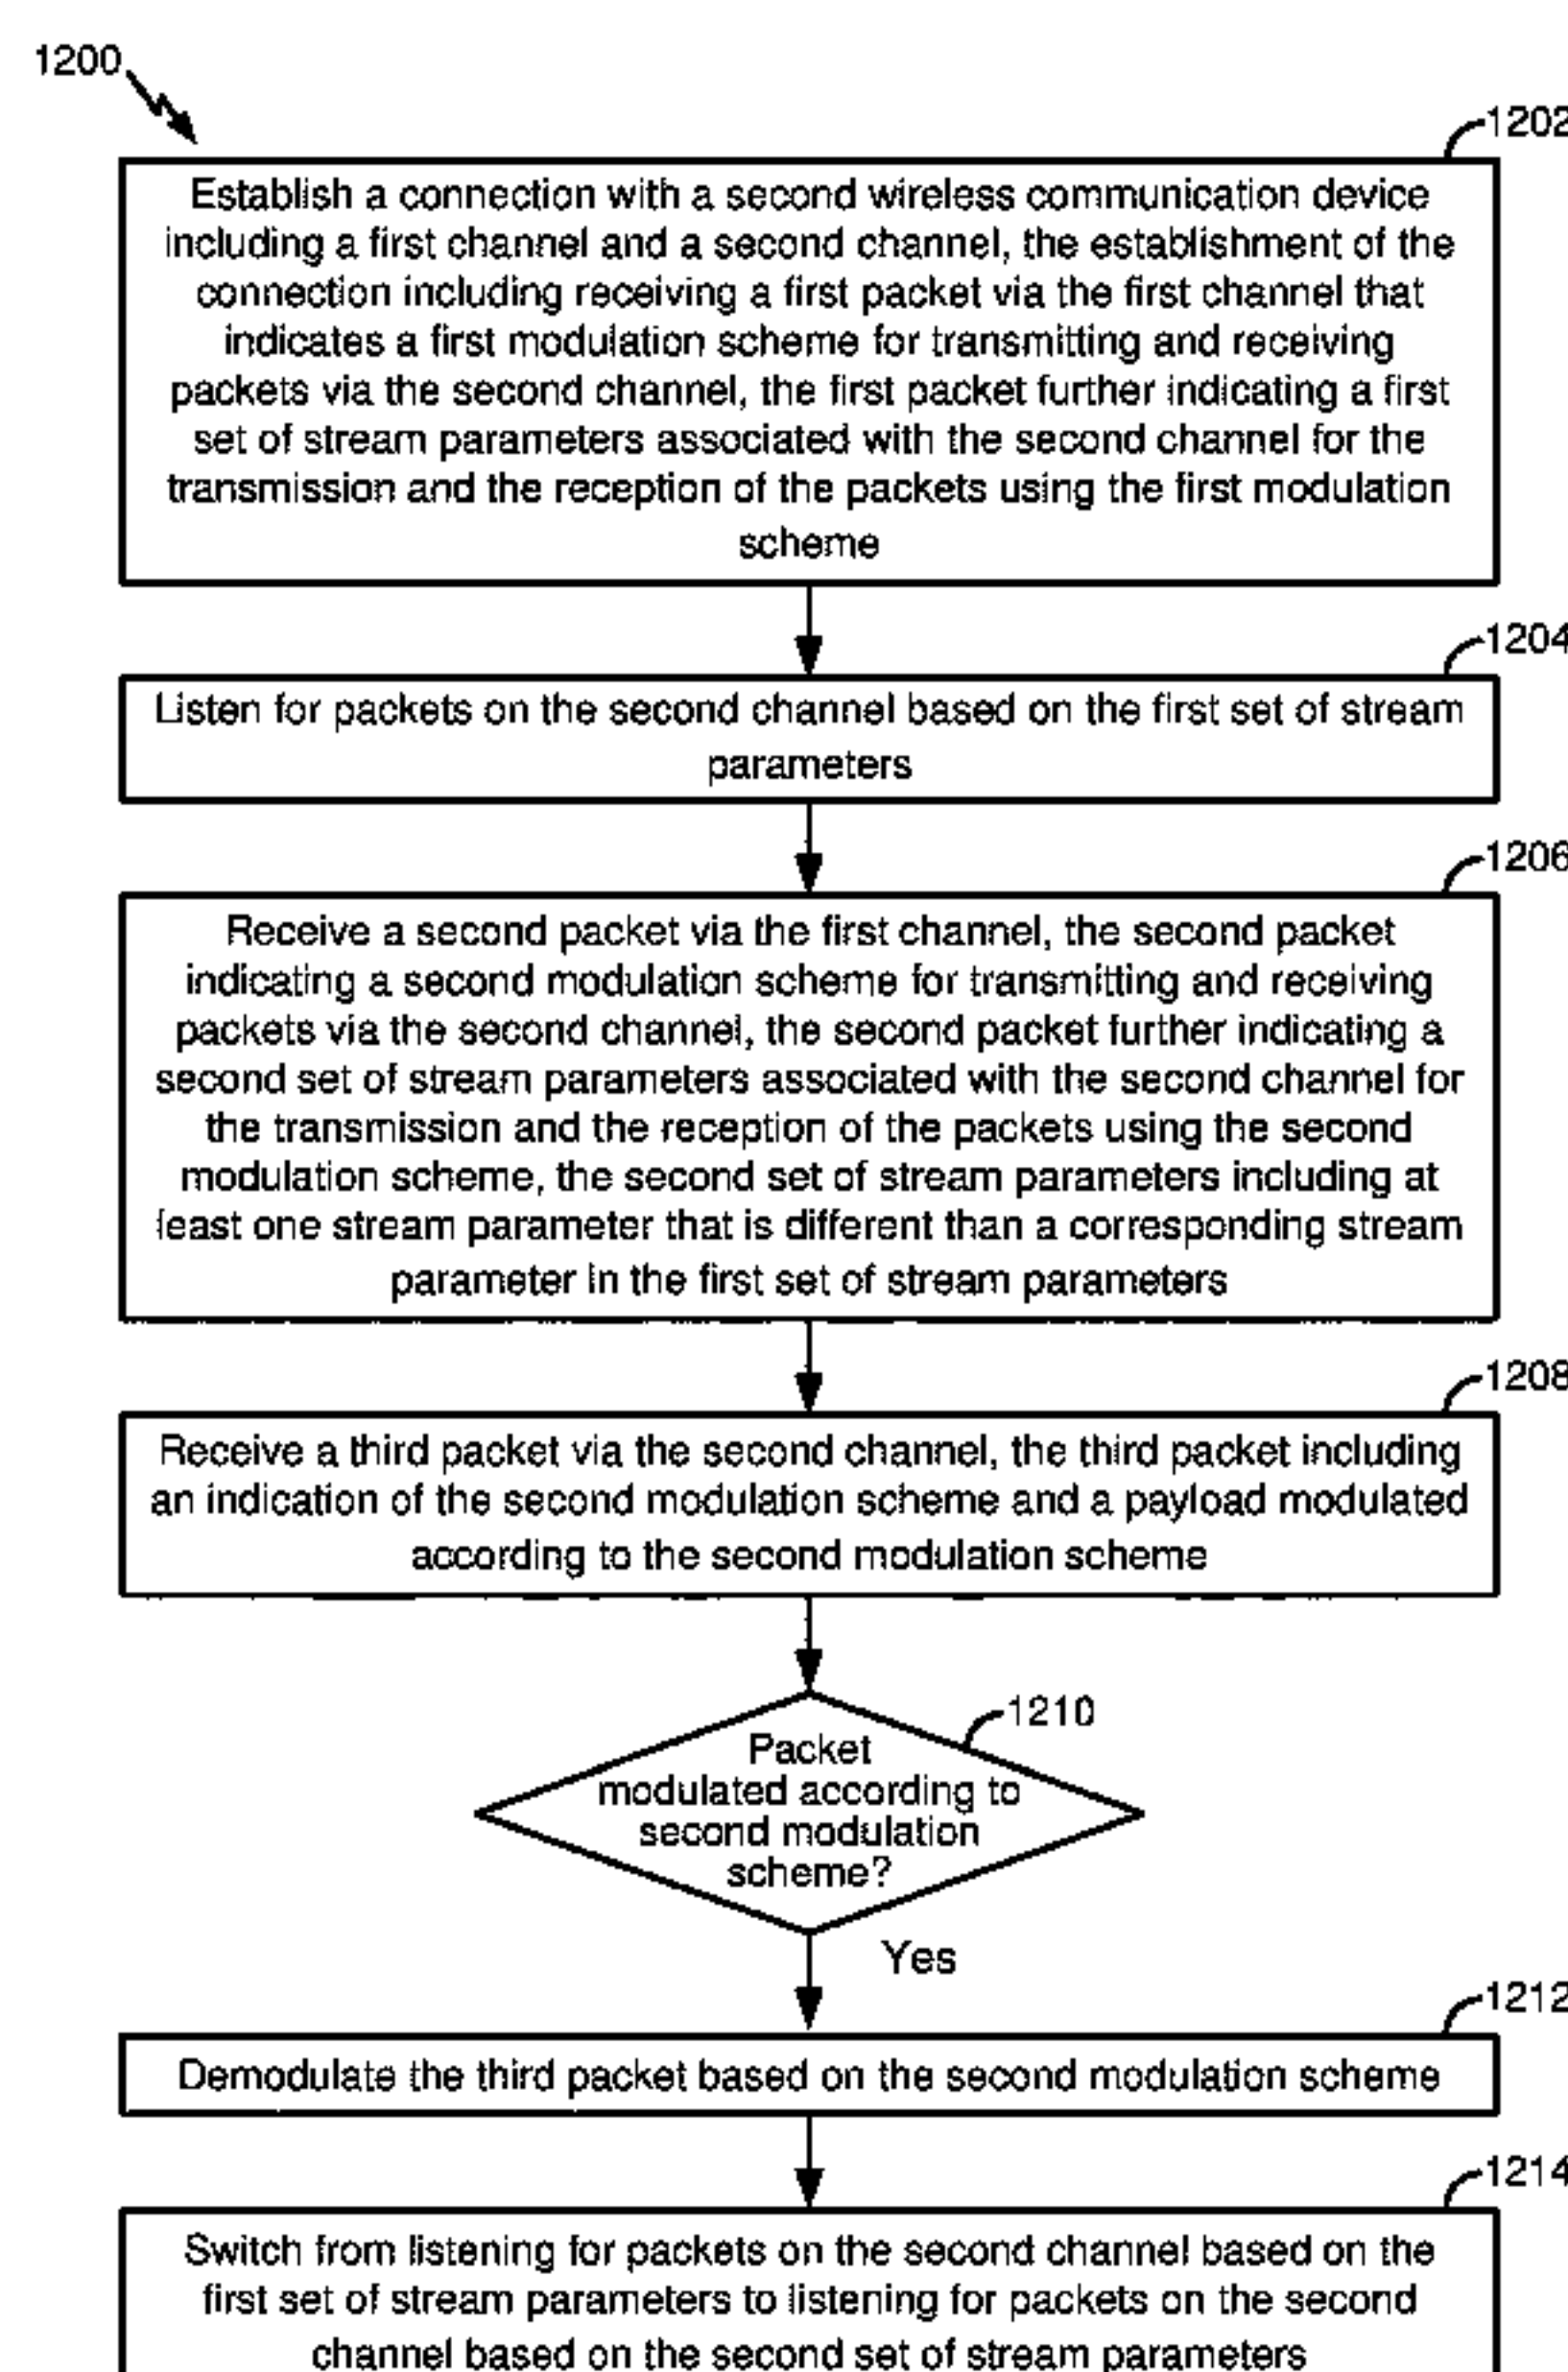 1200
1202
Establish a connection with a second wireless communication device
including a first channel and a second channel, the establishment of the
connection including receiving a first packet via the first channel that
indicates a first modulation scheme for transmitting and receiving
packets via the second channel, the first packet further indicating a first
set of stream parameters associated with the second channel for the
transmission and the reception of the packets using the first modulation
scheme
1204
Listen for packets on the second channel based on the first set of stream
parameters
1206
Receive a second packet via the first channel, the second packet
indicating a second modulation scheme for transmitting and receiving
packets via the second channel, the second packet further indicating a
second set of stream parameters associated with the second channel for
the transmission and the reception of the packets using the second
modulation scheme, the second set of stream parameters including at
least one stream parameter that is different than a corresponding stream
parameter in the first set of stream parameters
1208
Receive a third packet via the second channel, the third packet including
an indication of the second modulation scheme and a payload modulated
according to the second modulation scheme
1210
Packet
modulated according to
second modulation
scheme?
Yes
1212
Demodulate the third packet based on the second modulation scheme
1214
Switch from listening for packets on the second channel based on the
first set of stream parameters to listening for packets on the second
channel based on the second set of stream parameters